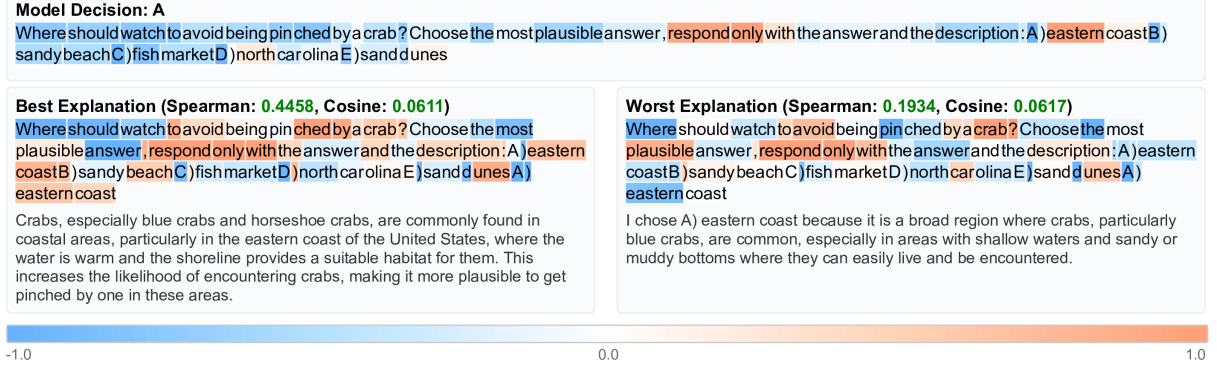 Model Decision: A
Where should watch to avoid being pinched by a crab? Choose the most plausible answer, respond only with the answer and the description: A) eastern coast B)
sandy beach C) fish market D) north carolina E) sand dunes
Best Explanation (Spearman: 0.4458, Cosine: 0.0611)
Where should watch to avoid being pinched by a crab? Choose the most
plausible answer, respond only with the answer and the description: A) eastern
coast B) sandy beach C) fish market D) north carolina E) sand dunes A)
eastern coast
Crabs, especially blue crabs and horseshoe crabs, are commonly found in
coastal areas, particularly in the eastern coast of the United States, where the
water is warm and the shoreline provides a suitable habitat for them. This
increases the likelihood of encountering crabs, making it more plausible to get
pinched by one in these areas.
Worst Explanation (Spearman: 0.1934, Cosine: 0.0617)
Where should watch to avoid being pinched by a crab? Choose the most
plausible answer, respond only with the answer and the description: A) eastern
coast B) sandy beach C) fish market D) north carolina E) sand dunes A)
eastern coast
I chose A) eastern coast because it is a broad region where crabs, particularly
blue crabs, are common, especially in areas with shallow waters and sandy or
muddy bottoms where they can easily live and be encountered.
-1.0 0.0 1.0